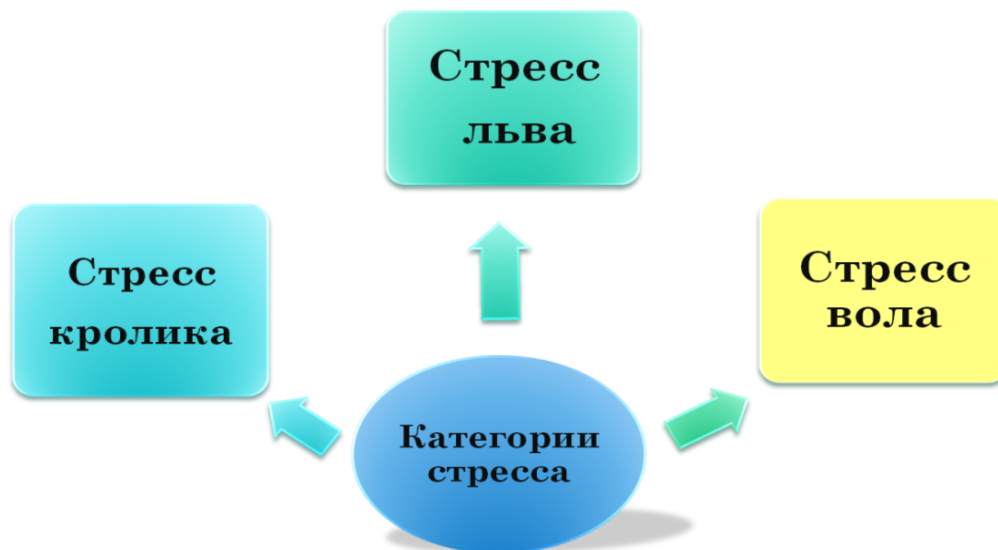 Стресс
льва
Стресс
кролика
Стресс
вола
Категории
стресса